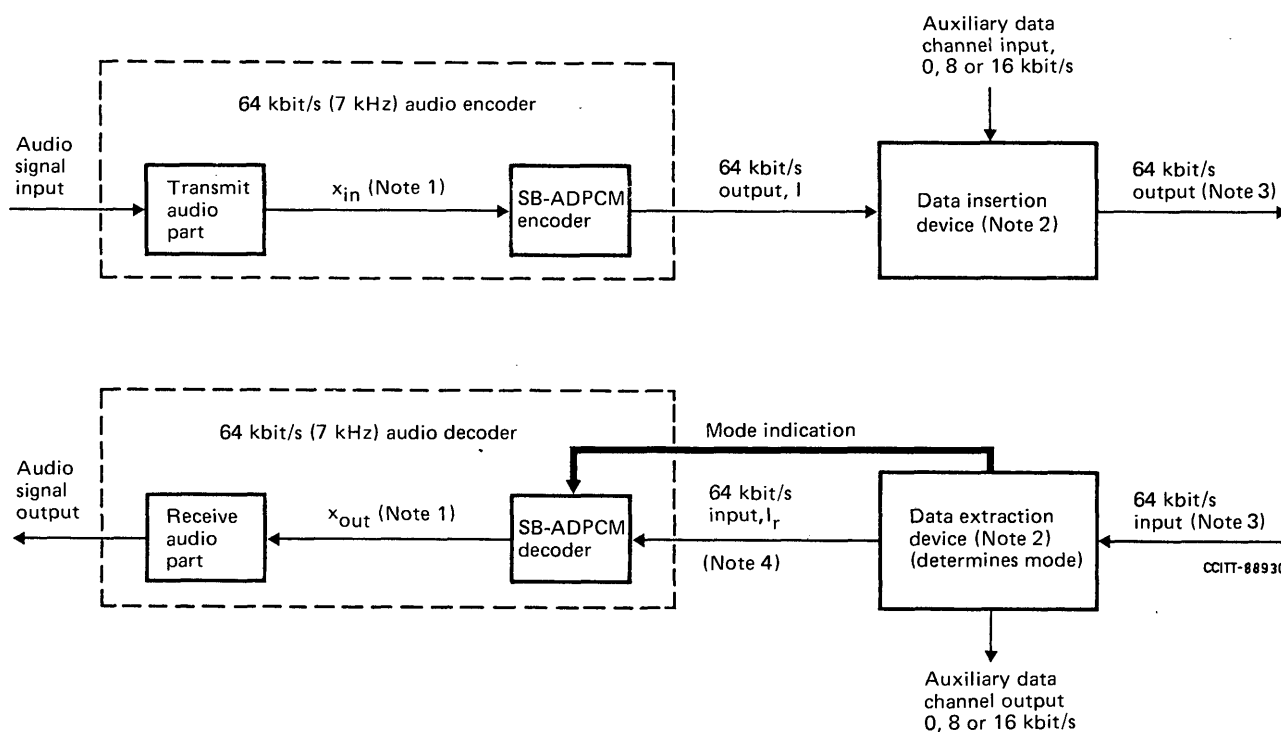 Auxiliary data
channel input,
0, 8 or 16 kbit/s
64 kbit/s (7 kHz) audio encoder
Audio
signal
input
Transmit
audio
part
x_in (Note 1)
SB-ADPCM
encoder
64 kbit/s
output, I
Data insertion
device (Note 2)
64 kbit/s
output (Note 3)
64 kbit/s (7 kHz) audio decoder
Mode indication
Audio
signal
output
Receive
audio
part
x_out (Note 1)
SB-ADPCM
decoder
64 kbit/s
input, I_r
(Note 4)
Data extraction
device (Note 2)
(determines mode)
64 kbit/s
input (Note 3)
CCITT-88930
Auxiliary data
channel output
0, 8 or 16 kbit/s